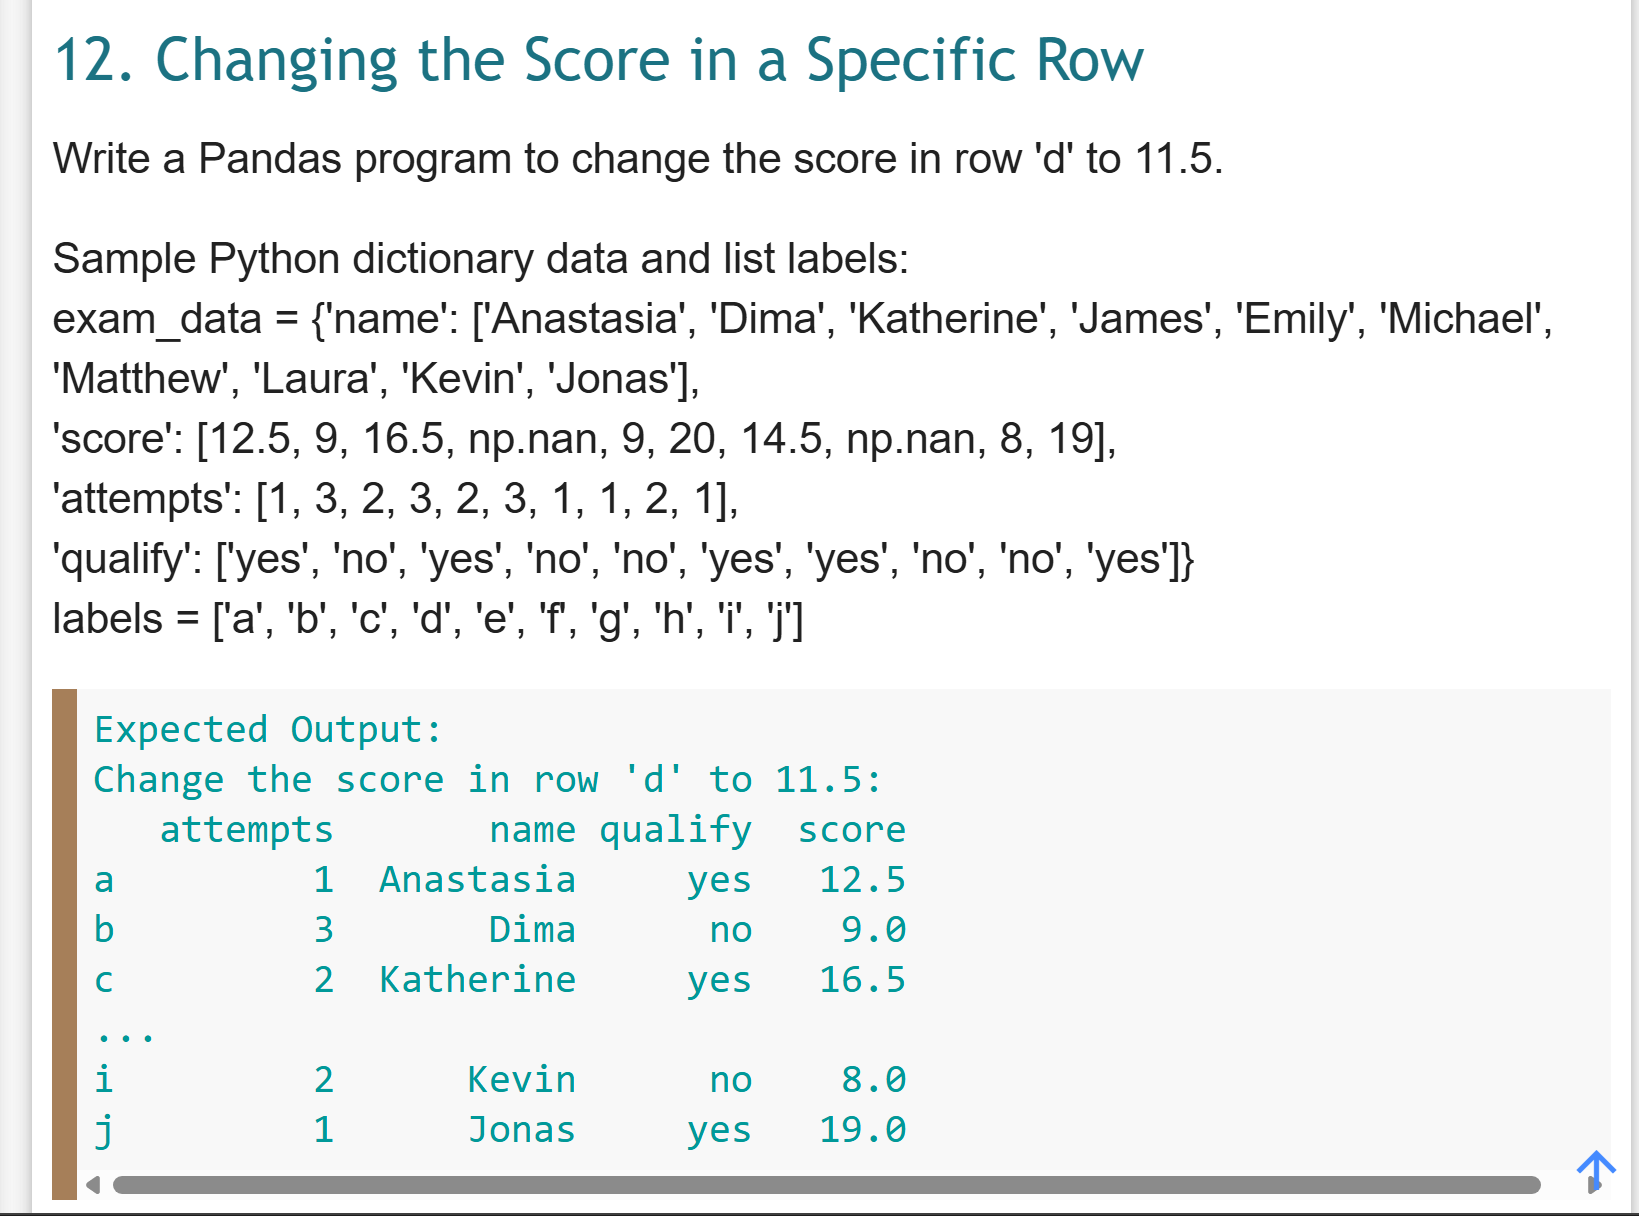 12. Changing the Score in a Specific Row
Write a Pandas program to change the score in row 'd' to 11.5.
Sample Python dictionary data and list labels:
exam_data = {'name': ['Anastasia', 'Dima', 'Katherine', 'James', 'Emily', 'Michael',
'Matthew', 'Laura', 'Kevin', 'Jonas'],
'score': [12.5, 9, 16.5, np.nan, 9, 20, 14.5, np.nan, 8, 19],
'attempts': [1, 3, 2, 3, 2, 3, 1, 1, 2, 1],
'qualify': ['yes', 'no', 'yes', 'no', 'no', 'yes', 'yes', 'no', 'no', 'yes']}
labels = ['a', 'b', 'c', 'd', 'e', 'f', 'g', 'h', 'i', 'j']
Expected Output:
Change the score in row 'd' to 11.5:
   attempts       name qualify  score
a         1  Anastasia     yes   12.5
b         3       Dima      no    9.0
c         2  Katherine     yes   16.5
...
i         2      Kevin      no    8.0
j         1      Jonas     yes   19.0